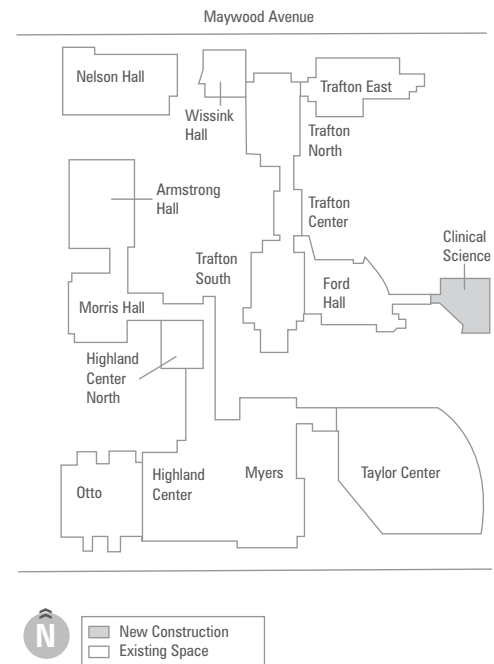 Maywood Avenue
Nelson Hall
Wissink
Hall
Trafton East
Trafton
North
Armstrong
Hall
Trafton
Center
Clinical
Science
Trafton
South
Ford
Hall
Morris Hall
Highland
Center
North
Otto
Highland
Center
Myers
Taylor Center
N
New Construction
Existing Space